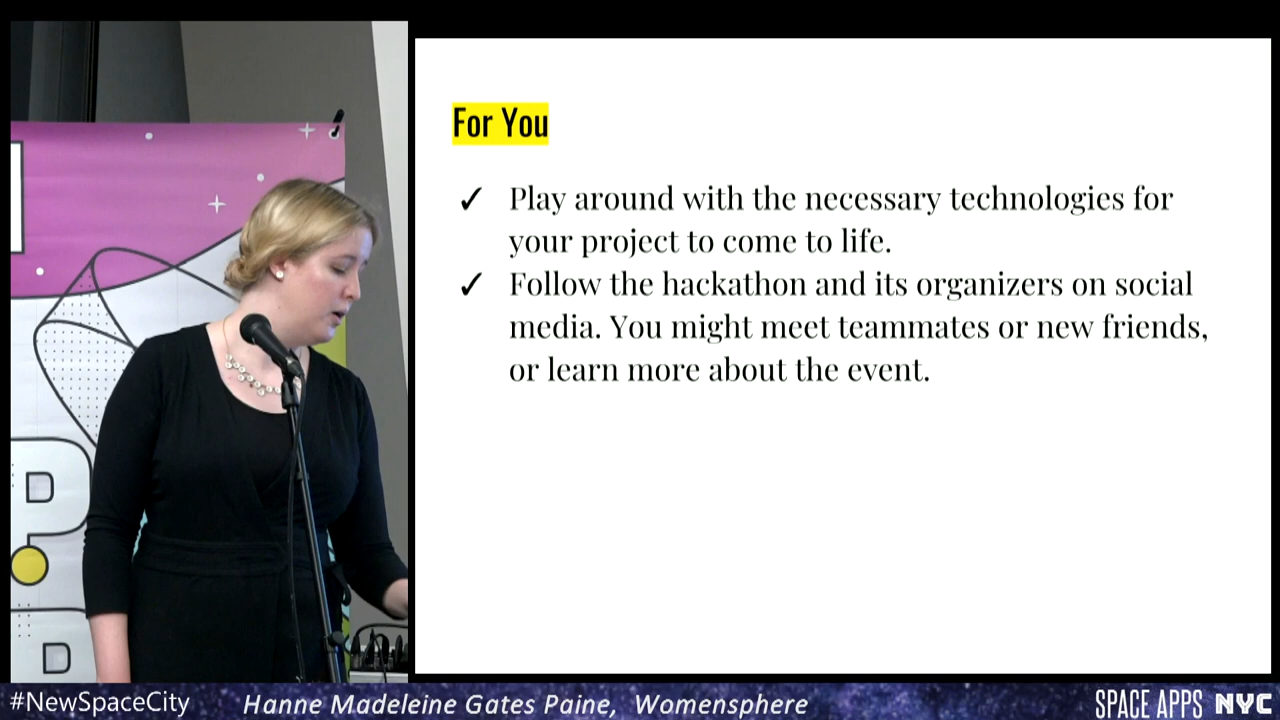 For You
✓ Play around with the necessary technologies for
your project to come to life.
✓ Follow the hackathon and its organizers on social
media. You might meet teammates or new friends,
or learn more about the event.
P
D
#NewSpaceCity
Hanne Madeleine Gates Paine, Womensphere
SPACE APPS NYC